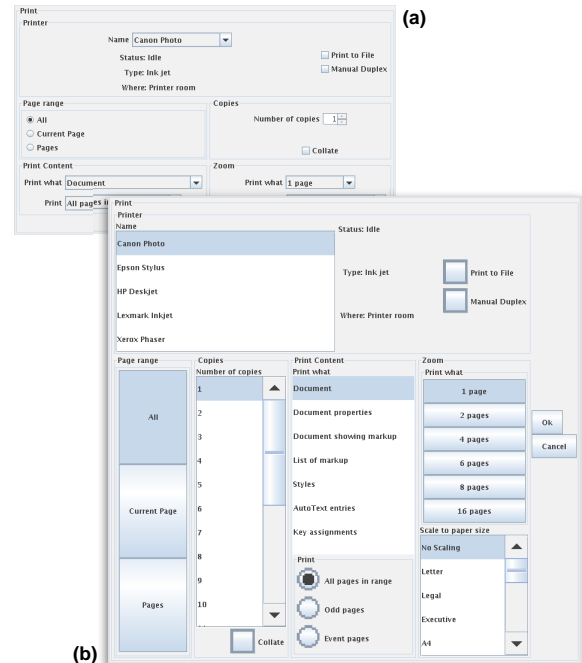 Print
(a)
Printer
Name Canon Photo
Status: Idle
Print to File
Type: Ink jet
Manual Duplex
Where: Printer room
Page range
Copies
All
Number of copies 1
Current Page
Pages
Collate
Print Content
Zoom
Print what Document
Print what 1 page
Print All pages in
Print
Printer
Name
Status: Idle
Canon Photo
Epson Stylus
Type: Ink jet
Print to File
HP Deskjet
Manual Duplex
Lexmark Inkjet
Where: Printer room
Xerox Phaser
Page range
All
Current Page
Pages
Copies
Number of copies
1
2
3
4
5
6
7
8
9
10
Collate
Print Content
Print what
Document
Document properties
Document showing markup
List of markup
Styles
AutoText entries
Key assignments
Print
All pages in range
Odd pages
Event pages
Zoom
Print what
1 page
2 pages
4 pages
6 pages
8 pages
16 pages
Scale to paper size
No Scaling
Letter
Legal
Executive
A4
Ok
Cancel
(b)